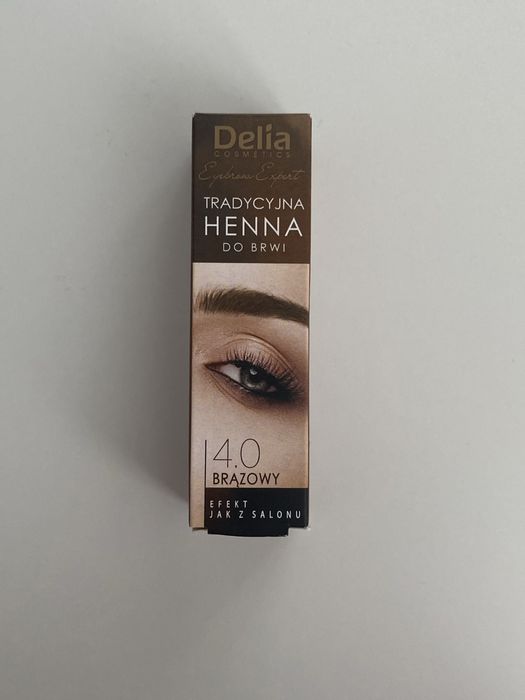 Delia
COSMETICS
Eyebrow Expert
TRADYCYJNA
HENNA
DO BRWI
4.0
BRĄZOWY
EFEKT
JAK Z SALONU